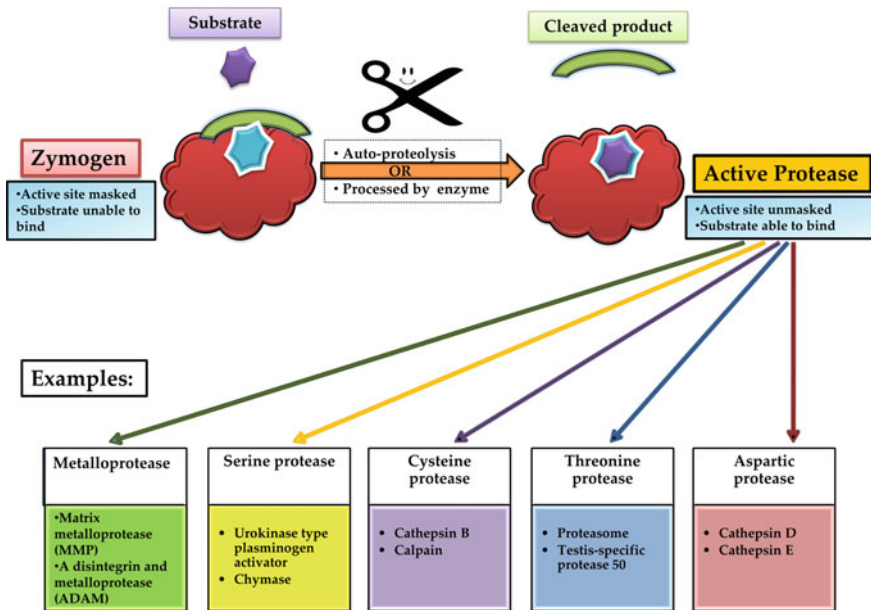 Substrate
Cleaved product
Zymogen
•Active site masked
•Substrate unable to
bind
• Auto-proteolysis
OR
• Processed by enzyme
Active Protease
•Active site unmasked
•Substrate able to bind
Examples:
Metalloprotease
•Matrix
metalloprotease
(MMP)
•A disintegrin and
metalloprotease
(ADAM)
Serine protease
• Urokinase type
plasminogen
activator
• Chymase
Cysteine
protease
• Cathepsin B
• Calpain
Threonine
protease
• Proteasome
• Testis-specific
protease 50
Aspartic
protease
• Cathepsin D
• Cathepsin E